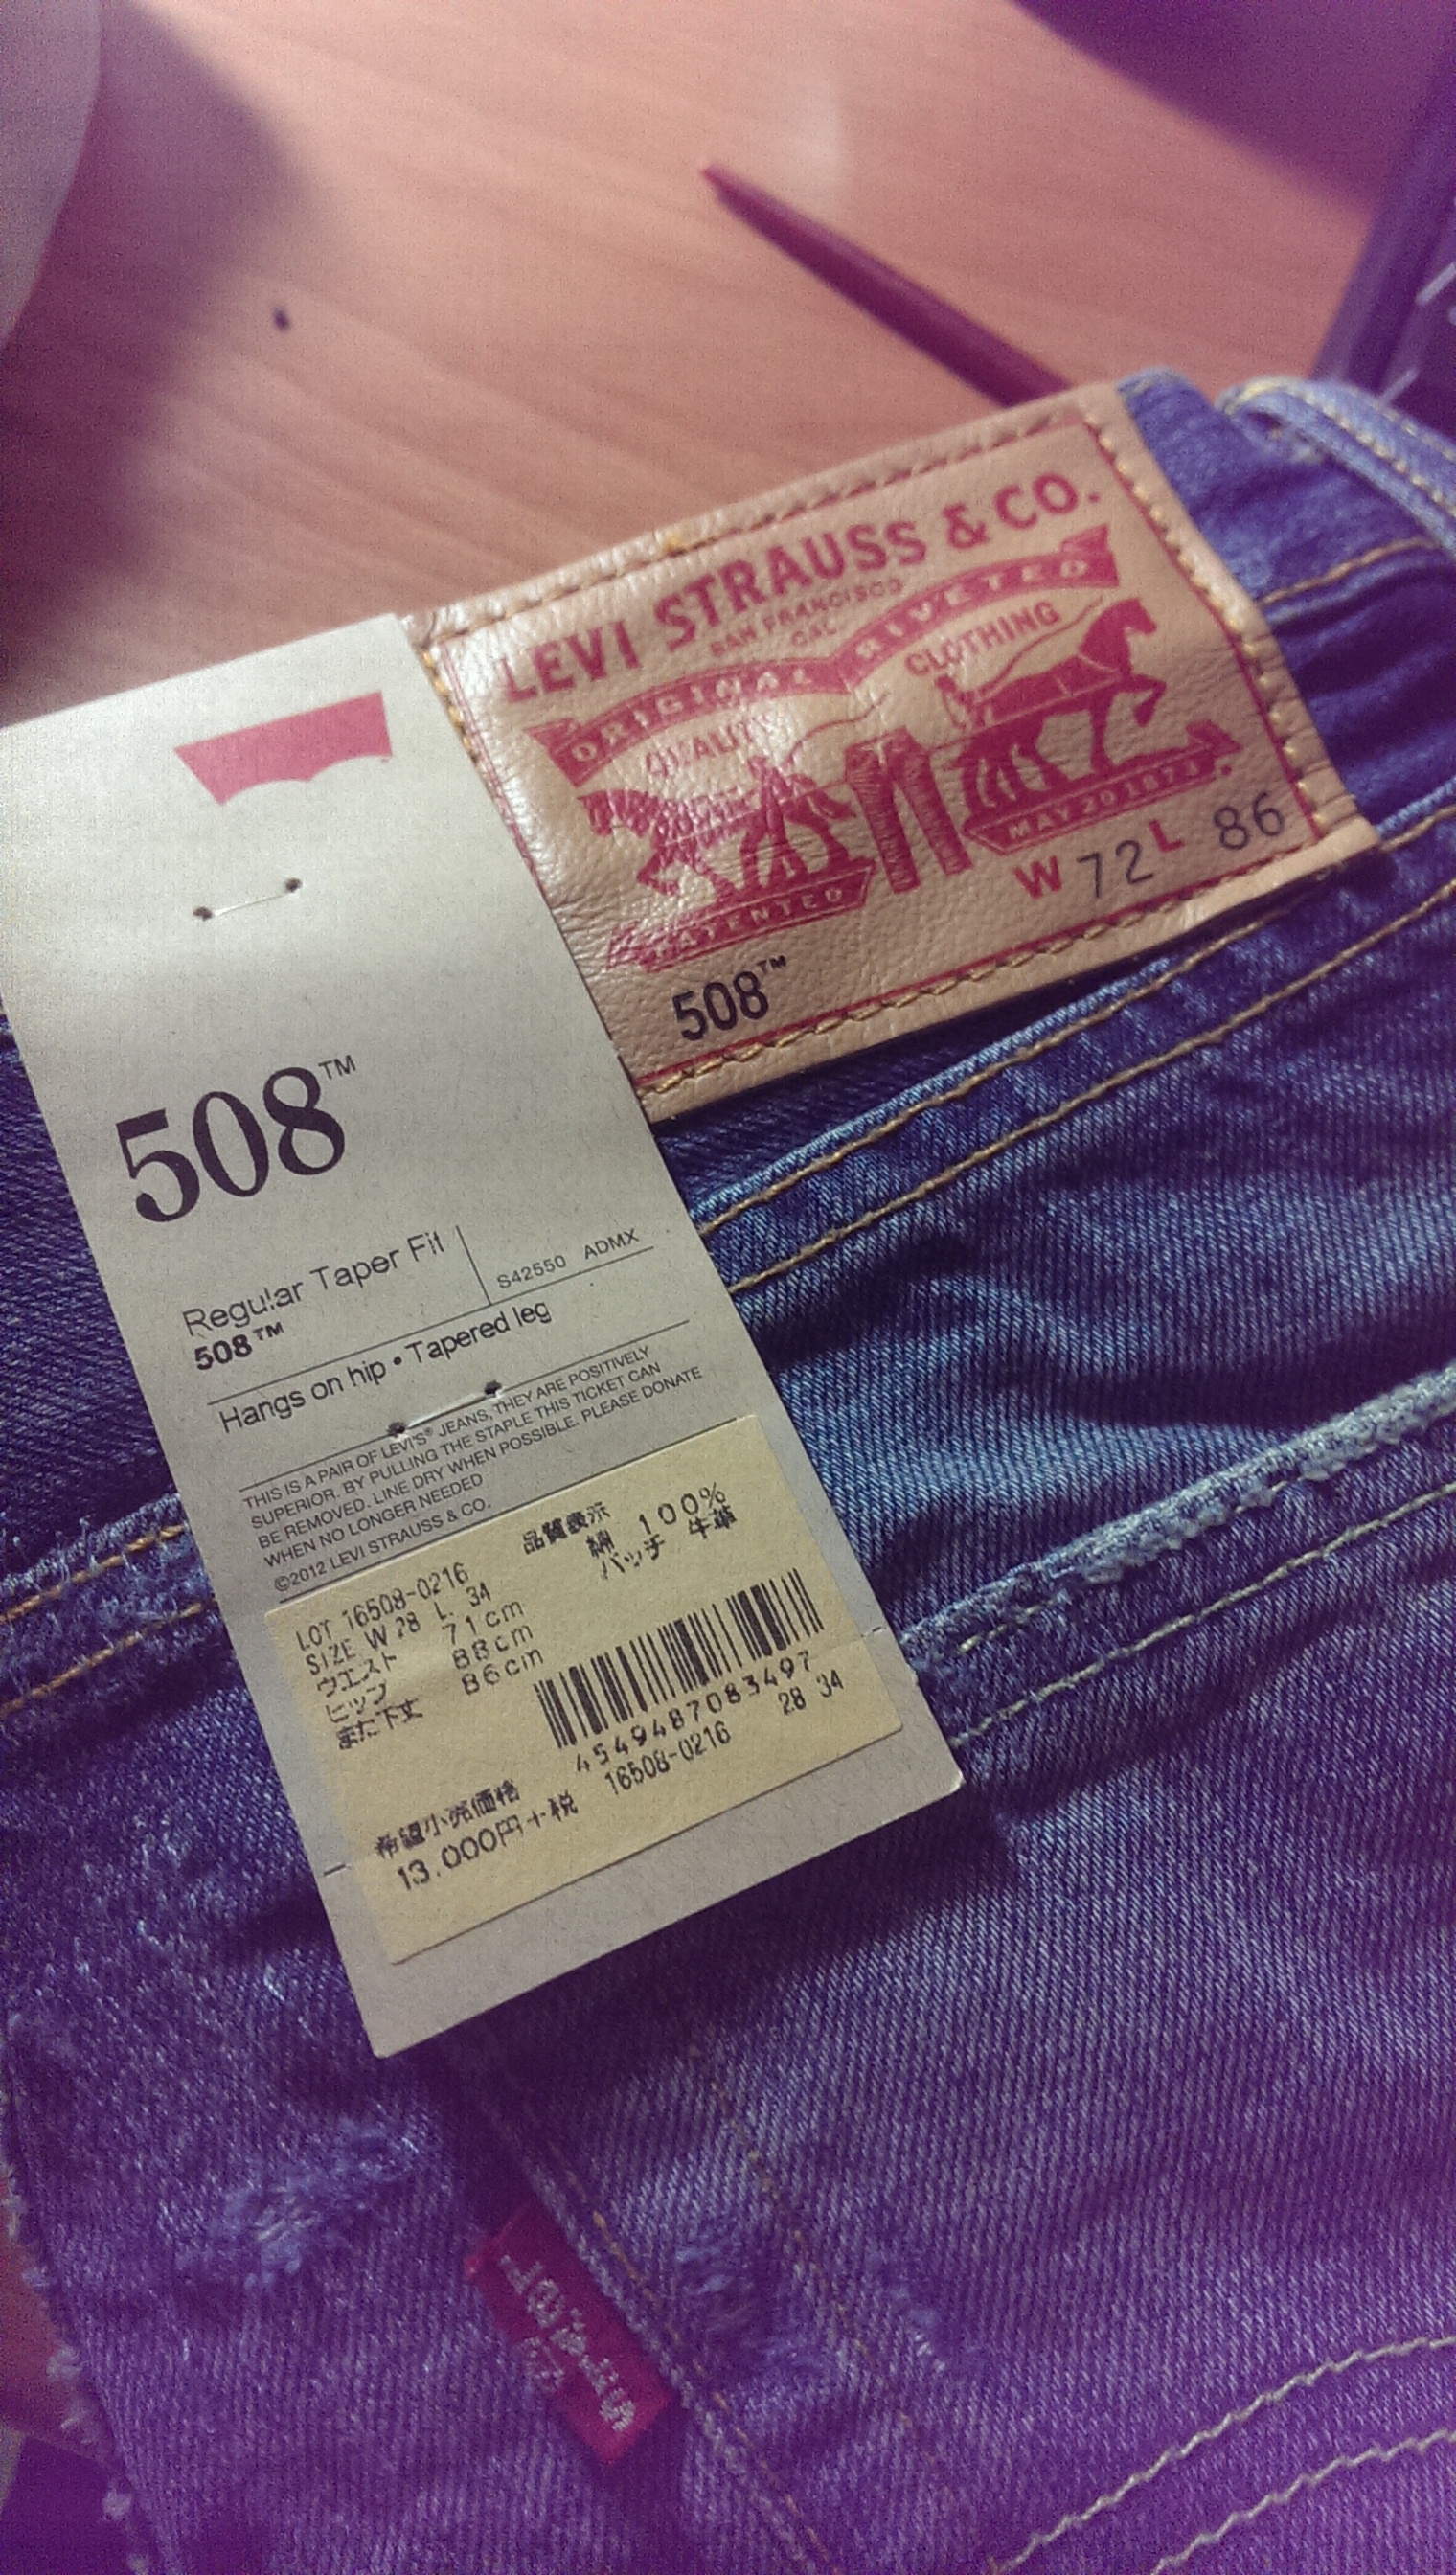 LEVI STRAUSS & CO.
SAN FRANCISCO
CAL
ORIGINAL RIVETED
QUALITY CLOTHING
PATENTED
MAY 20 1873.
W 72 L 86
508™
508™
Regular Taper Fit
508™
S42550 ADMX
Hangs on hip • Tapered leg
THIS IS A PAIR OF LEVI'S® JEANS, THEY ARE POSITIVELY
SUPERIOR. BY PULLING THE STAPLE THIS TICKET CAN
BE REMOVED. LINE DRY WHEN POSSIBLE. PLEASE DONATE
WHEN NO LONGER NEEDED
©2012 LEVI STRAUSS & CO.
LOT 16508-0216
SIZE W 28 L. 34
ウエスト 71cm
ヒップ 88cm
また下丈 86cm
品質表示
綿 100%
パッチ 牛革
4549487083497
16508-0216 28 34
希望小売価格
13.000円+税
LEVI'S